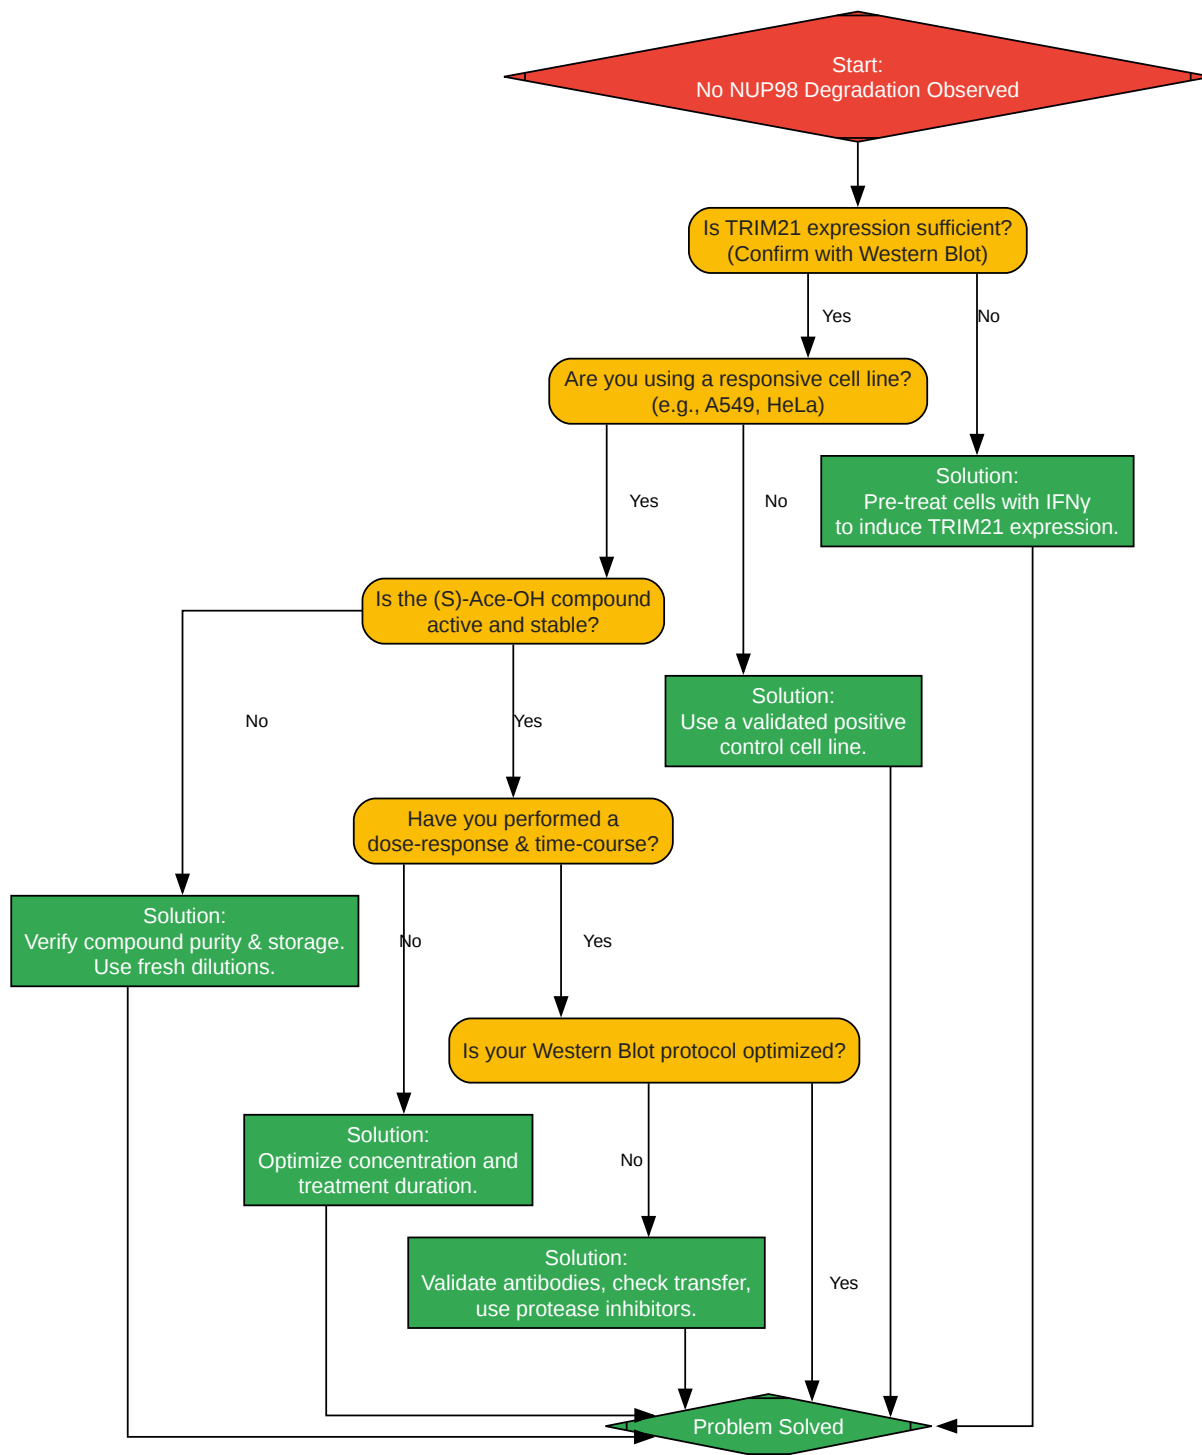 Start:
No NUP98 Degradation Observed
Is TRIM21 expression sufficient?
(Confirm with Western Blot)
Yes
No
Are you using a responsive cell line?
(e.g., A549, HeLa)
Solution:
Pre-treat cells with IFNγ
to induce TRIM21 expression.
Yes
No
Is the (S)-Ace-OH compound
active and stable?
Solution:
Use a validated positive
control cell line.
No
Yes
Have you performed a
dose-response & time-course?
Solution:
Verify compound purity & storage.
Use fresh dilutions.
No
Yes
Is your Western Blot protocol optimized?
Solution:
Optimize concentration and
treatment duration.
No
Solution:
Validate antibodies, check transfer,
use protease inhibitors.
Yes
Problem Solved